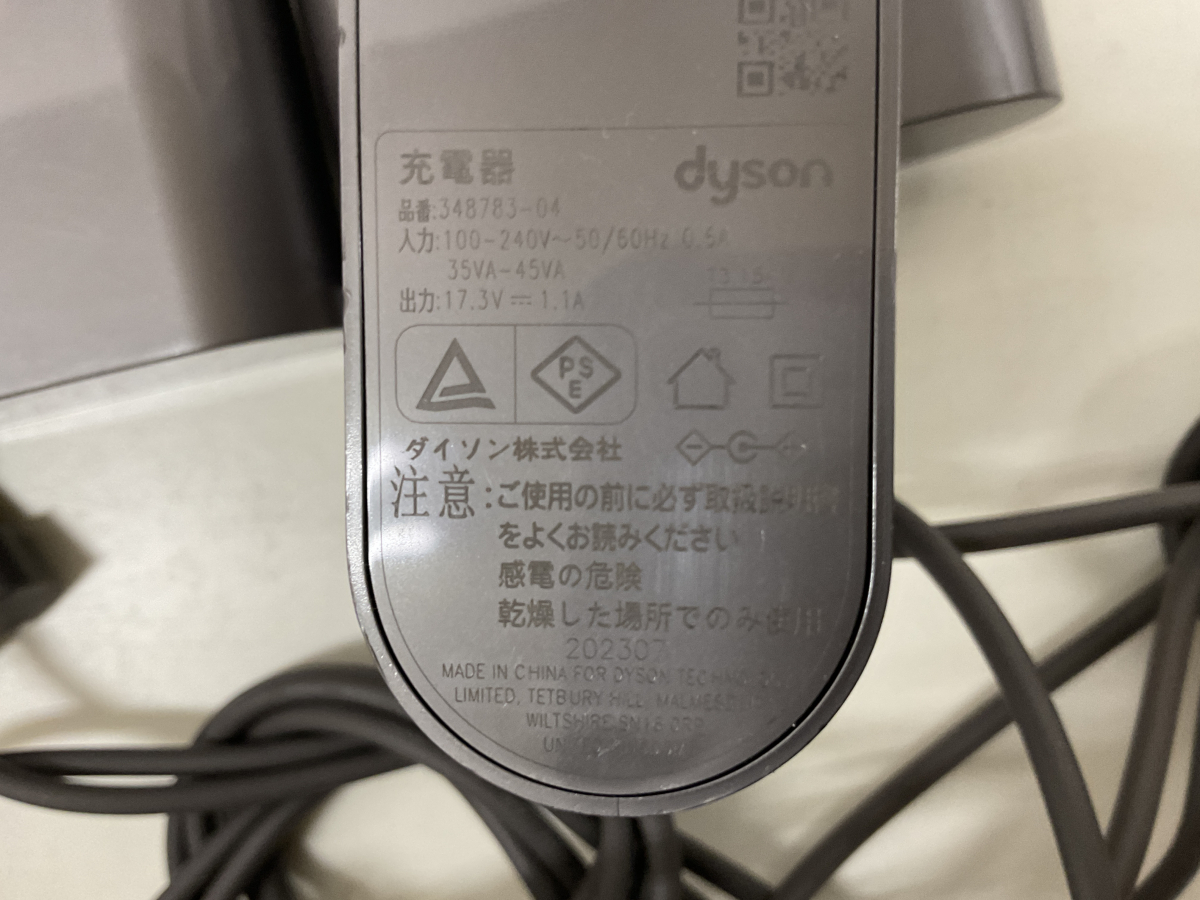 充電器 dyson
品番:348783-04
入力:100-240V~50/60Hz 0.5A
35VA-45VA
出力:17.3V⎓1.1A
PS
E
ダイソン株式会社
注意:ご使用の前に必ず取扱説明書
をよくお読みください
感電の危険
乾燥した場所でのみ使用
202307
MADE IN CHINA FOR DYSON
LIMITED, TETBURY HILL,
WILTSHIRE